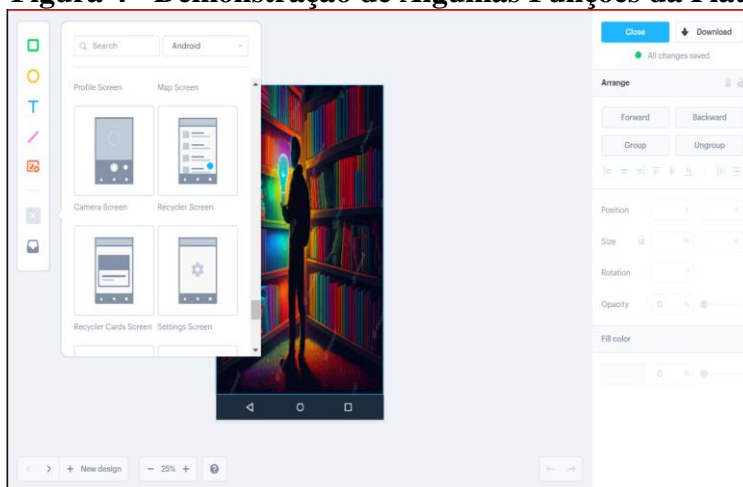 Figura 4 - Demonstração de Algumas Funções da Plat
Search
Android
Profile Screen
Map Screen
Camera Screen
Recycler Screen
Recycler Cards Screen
Settings Screen
+ New design
− 25% +
Close
Download
All changes saved
Arrange
Forward
Backward
Group
Ungroup
Position
X
Y
Size
W
H
Rotation
Opacity
0 %
Fill color
0 %